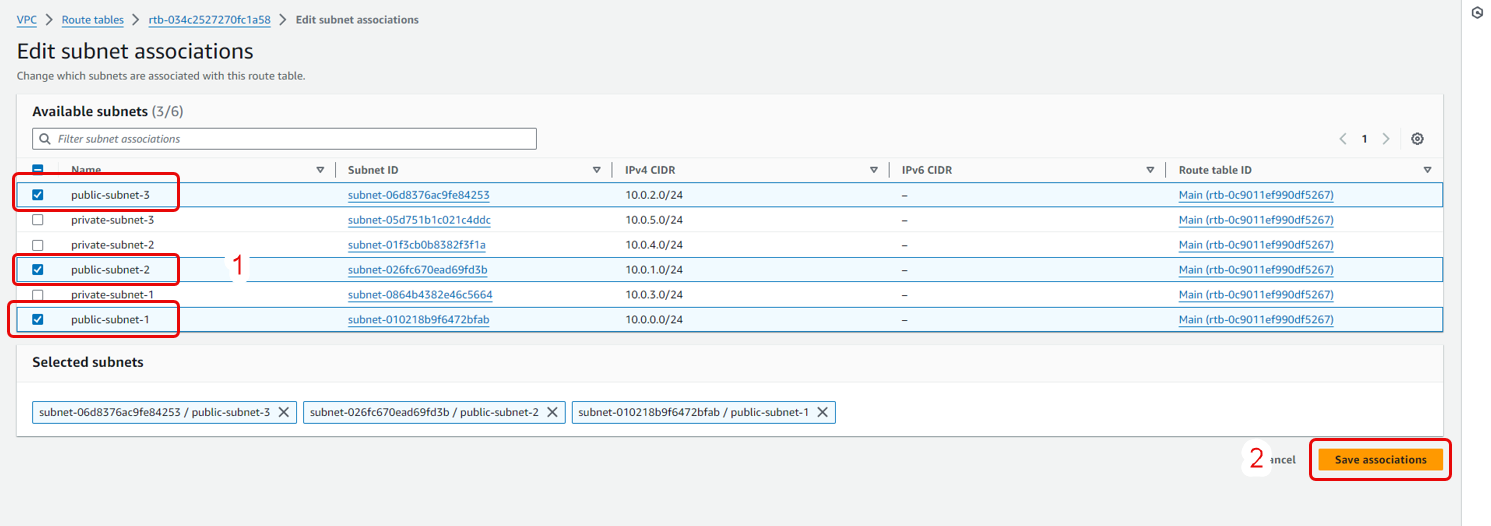 VPC > Route tables > rtb-034c2527270fc1a58 > Edit subnet associations
Edit subnet associations
Change which subnets are associated with this route table.
Available subnets (3/6)
Filter subnet associations
1
Name Subnet ID IPv4 CIDR IPv6 CIDR Route table ID
public-subnet-3 subnet-06d8376ac9fe84253 10.0.2.0/24 – Main (rtb-0c9011ef990df5267)
private-subnet-3 subnet-05d751b1c021c4ddc 10.0.5.0/24 – Main (rtb-0c9011ef990df5267)
private-subnet-2 subnet-01f3cb0b8382f3f1a 10.0.4.0/24 – Main (rtb-0c9011ef990df5267)
public-subnet-2 1 subnet-026fc670ead69fd3b 10.0.1.0/24 – Main (rtb-0c9011ef990df5267)
private-subnet-1 subnet-0864b4382e46c5664 10.0.3.0/24 – Main (rtb-0c9011ef990df5267)
public-subnet-1 subnet-010218b9f6472bfab 10.0.0.0/24 – Main (rtb-0c9011ef990df5267)
Selected subnets
subnet-06d8376ac9fe84253 / public-subnet-3 subnet-026fc670ead69fd3b / public-subnet-2 subnet-010218b9f6472bfab / public-subnet-1
2 ancel Save associations